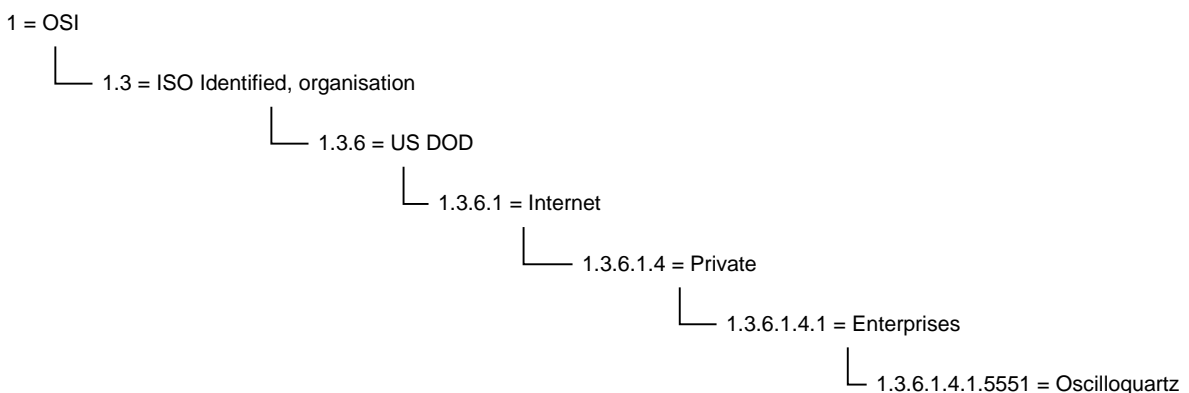 1 = OSI
1.3 = ISO Identified, organisation
1.3.6 = US DOD
1.3.6.1 = Internet
1.3.6.1.4 = Private
1.3.6.1.4.1 = Enterprises
1.3.6.1.4.1.5551 = Oscilloquartz